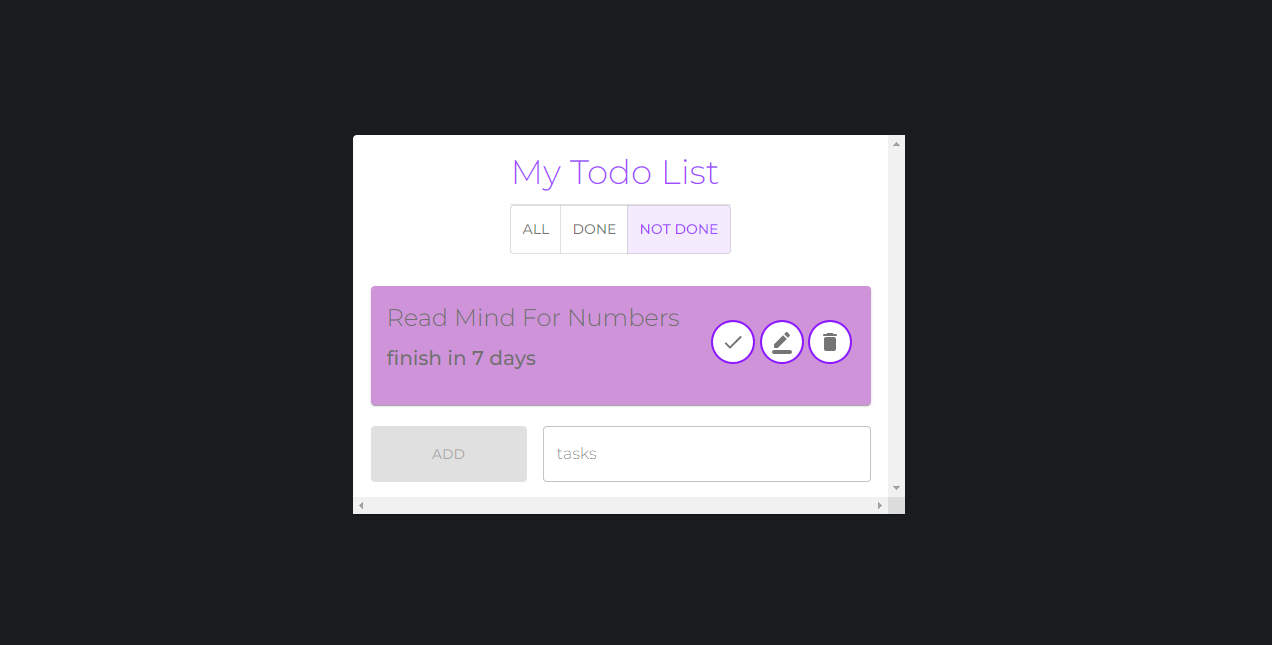 My Todo List
ALL DONE NOT DONE
Read Mind For Numbers
finish in 7 days
ADD tasks